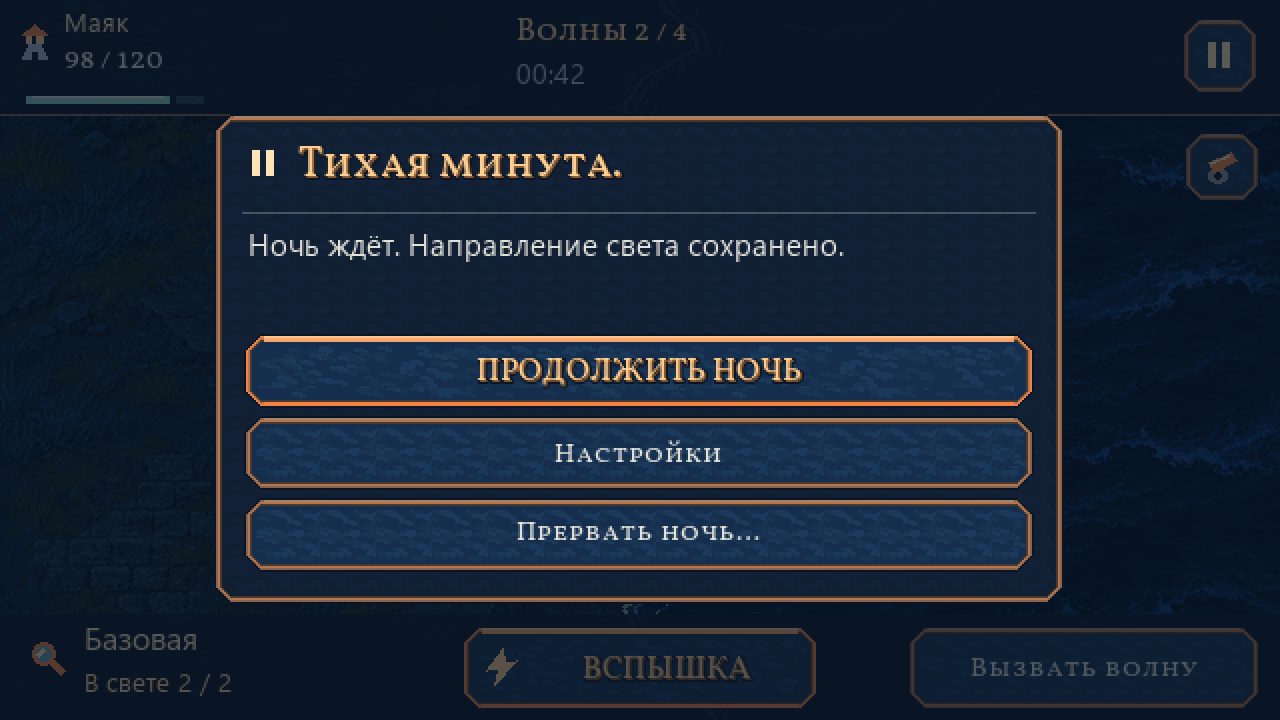 Маяк
98 / 120
Волны 2 / 4
00:42
Тихая минута.
Ночь ждёт. Направление света сохранено.
ПРОДОЛЖИТЬ НОЧЬ
Настройки
Прервать ночь...
Базовая
В свете 2 / 2
ВСПЫШКА
Вызвать волну